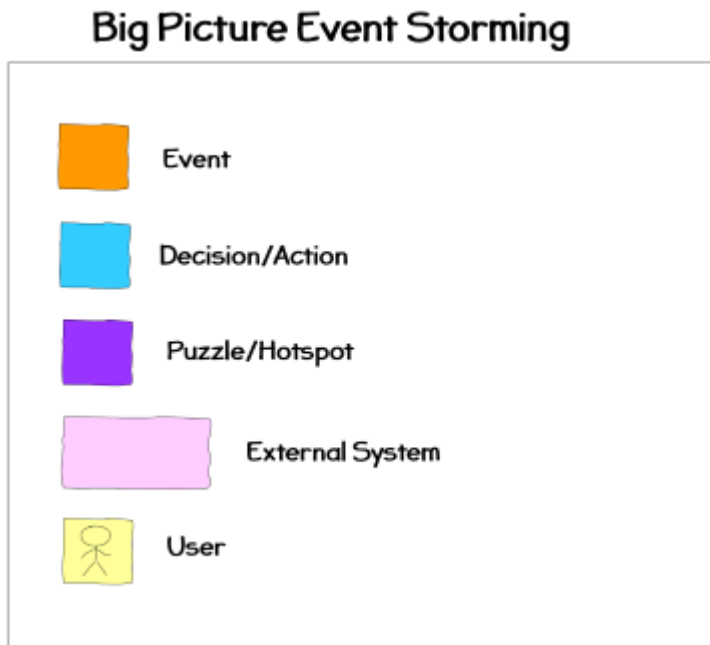 Big Picture Event Storming
Event
Decision/Action
Puzzle/Hotspot
External System
User